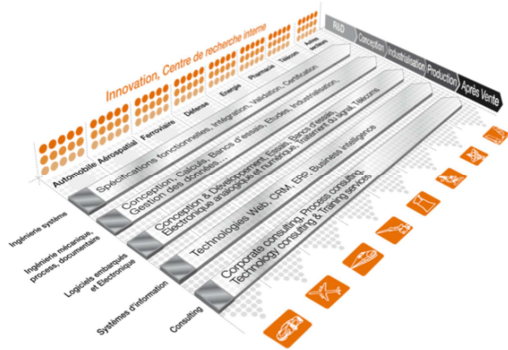 Innovation, Centre de recherche interne
R&D
Conception
Industrialisation
Production
Après Vente
Automobile
Aérospatial
Ferroviaire
Défense
Energie
Pharmacie
Télécom
Autres
secteurs
Ingénierie système
Spécifications fonctionnelles, Intégration, Validation, Certification
Ingénierie mécanique,
process, documentaire
Conception, Calculs, Bancs d'essais, Etudes, Industrialisation,
Gestion des données...
Logiciels embarqués
et Electronique
Conception & Développement, Essais, Bancs d'essais,
Electronique analogique et numérique, Traitement du signal, Télécoms
Systèmes d'information
Technologies Web, CRM, ERP, Business intelligence
Consulting
Corporate consulting, Process consulting,
Technology consulting & Training services